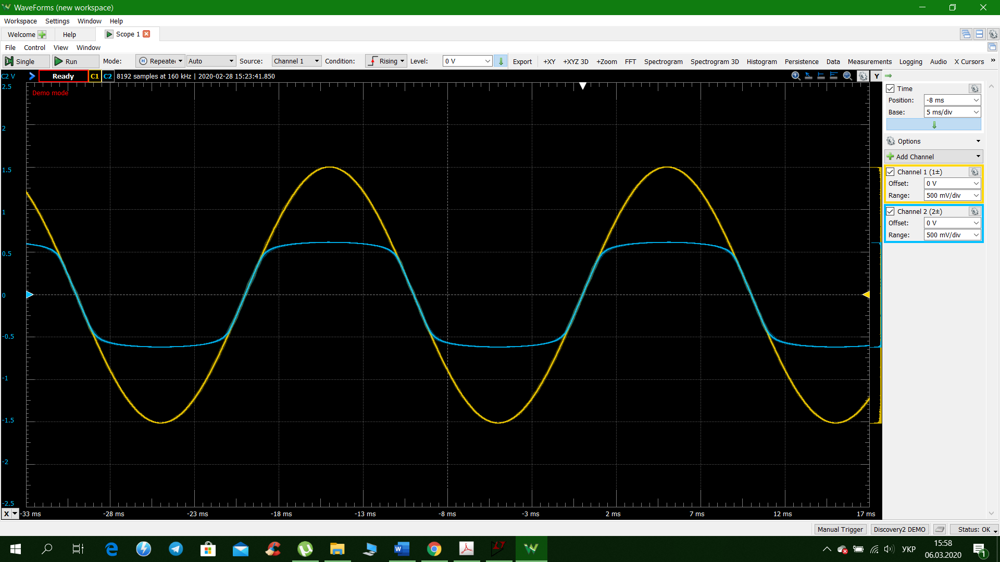 WaveForms (new workspace)
Workspace Settings Window Help
Welcome Help Scope 1
File Control View Window
Single Run Mode: Repeated Auto Source: Channel 1 Condition: Rising Level: 0 V Export +XY +XYZ 3D +Zoom FFT Spectrogram Spectrogram 3D Histogram Persistence Data Measurements Logging Audio X Cursors »
C2 V Ready C1 C2 8192 samples at 160 kHz | 2020-02-28 15:23:41.850 Y
Demo mode
2.5
2
1.5
1
0.5
0
-0.5
-1
-1.5
-2
-2.5
X -33 ms -28 ms -23 ms -18 ms -13 ms -8 ms -3 ms 2 ms 7 ms 12 ms 17 ms
Time
Position: -8 ms
Base: 5 ms/div
Options
Add Channel
Channel 1 (1±)
Offset: 0 V
Range: 500 mV/div
Channel 2 (2±)
Offset: 0 V
Range: 500 mV/div
Manual Trigger Discovery2 DEMO Status: OK
УКР
15:58
06.03.2020
1